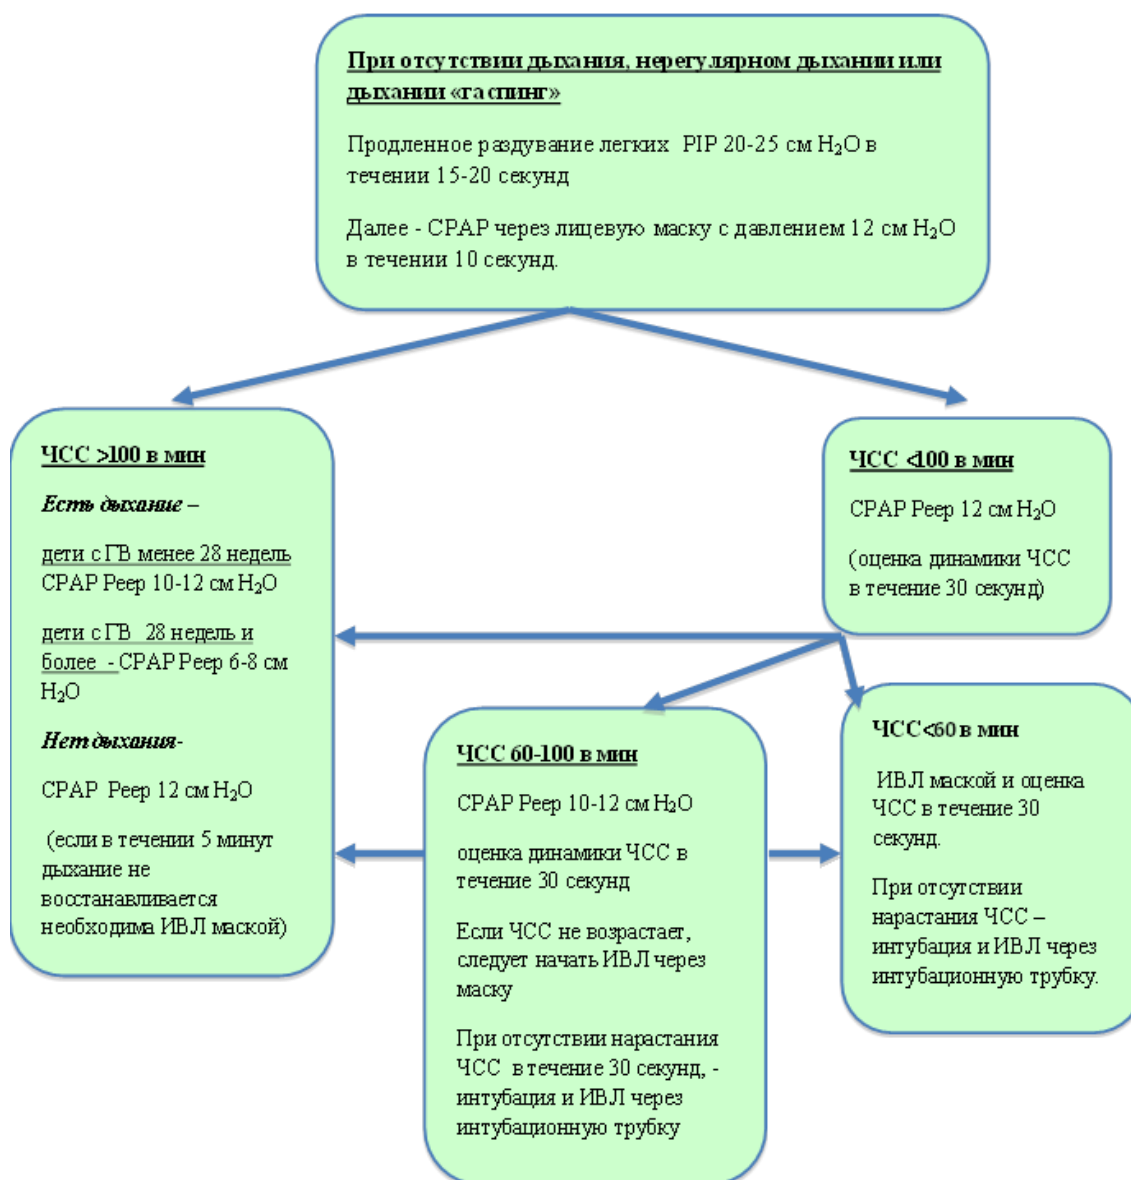 При отсутствии дыхания, нерегулярном дыхании или
дыхании «гаспинг»
Продленное раздувание легких PIP 20-25 см H₂O в
течении 15-20 секунд
Далее - CPAP через лицевую маску с давлением 12 см H₂O
в течении 10 секунд.
ЧСС >100 в мин
Есть дыхание –
дети с ГВ менее 28 недель
CPAP Peep 10-12 см H₂O
дети с ГВ 28 недель и
более - CPAP Peep 6-8 см
H₂O
Нет дыхания-
CPAP Peep 12 см H₂O
(если в течении 5 минут
дыхание не
восстанавливается
необходима ИВЛ маской)
ЧСС <100 в мин
CPAP Peep 12 см H₂O
(оценка динамики ЧСС
в течение 30 секунд)
ЧСС 60-100 в мин
CPAP Peep 10-12 см H₂O
оценка динамики ЧСС в
течение 30 секунд
Если ЧСС не возрастает,
следует начать ИВЛ через
маску
При отсутствии нарастания
ЧСС в течение 30 секунд, -
интубация и ИВЛ через
интубационную трубку
ЧСС<60 в мин
ИВЛ маской и оценка
ЧСС в течение 30
секунд.
При отсутствии
нарастания ЧСС –
интубация и ИВЛ через
интубационную трубку.